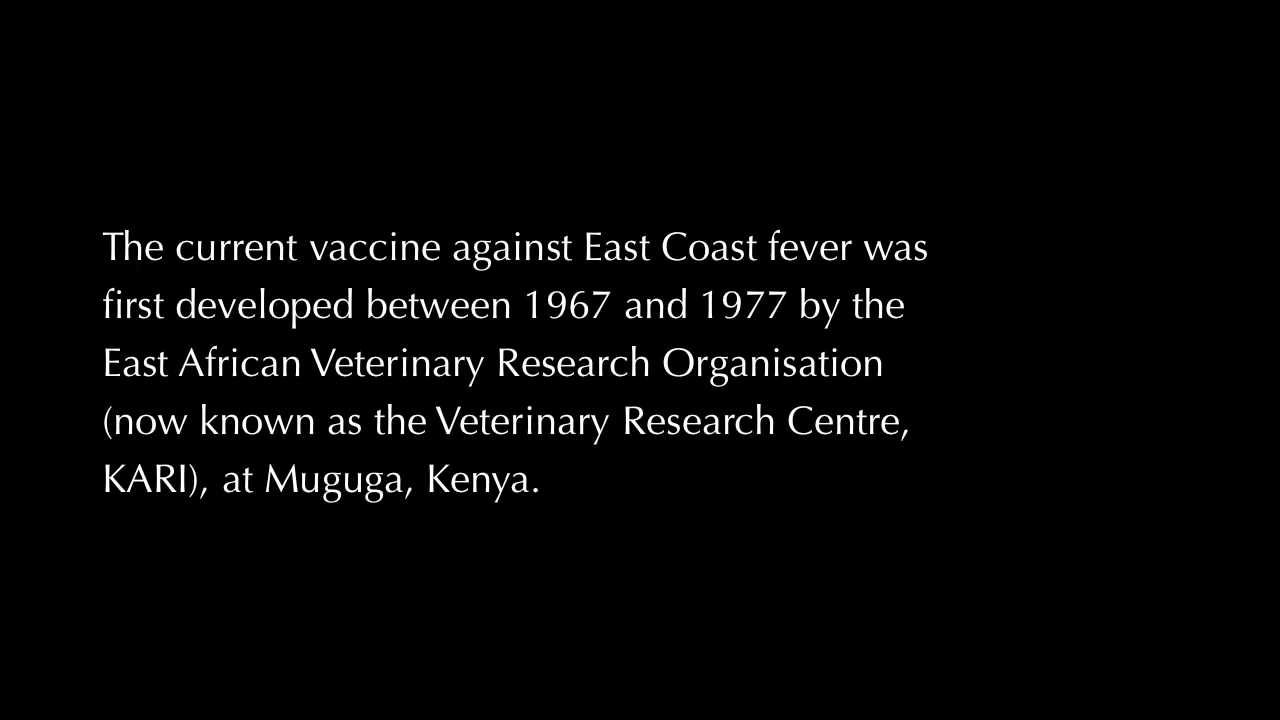 The current vaccine against East Coast fever was
first developed between 1967 and 1977 by the
East African Veterinary Research Organisation
(now known as the Veterinary Research Centre,
KARI), at Muguga, Kenya.